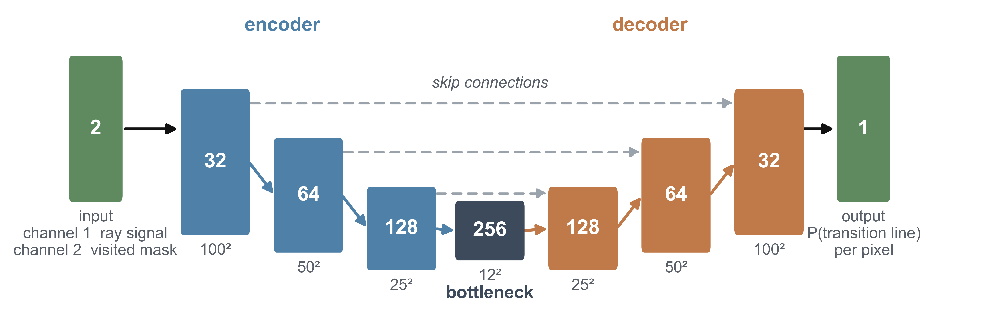 encoder
decoder
skip connections
2
32
64
128
256
128
64
32
1
input
channel 1  ray signal
channel 2  visited mask
100²
50²
25²
12²
bottleneck
25²
50²
100²
output
P(transition line)
per pixel